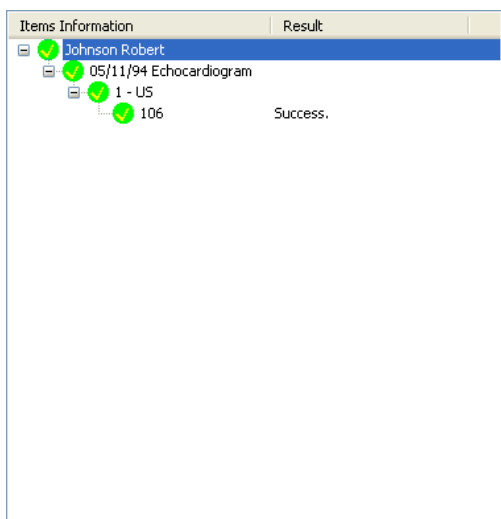 Items Information Result
Johnson Robert
05/11/94 Echocardiogram
1 - US
106 Success.